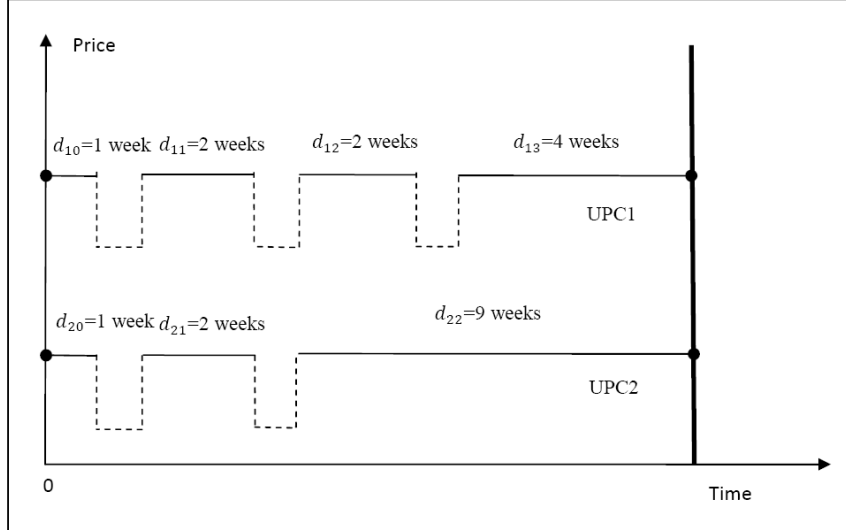 Price
d₁₀=1 week d₁₁=2 weeks d₁₂=2 weeks d₁₃=4 weeks
UPC1
d₂₀=1 week d₂₁=2 weeks d₂₂=9 weeks
UPC2
0
Time